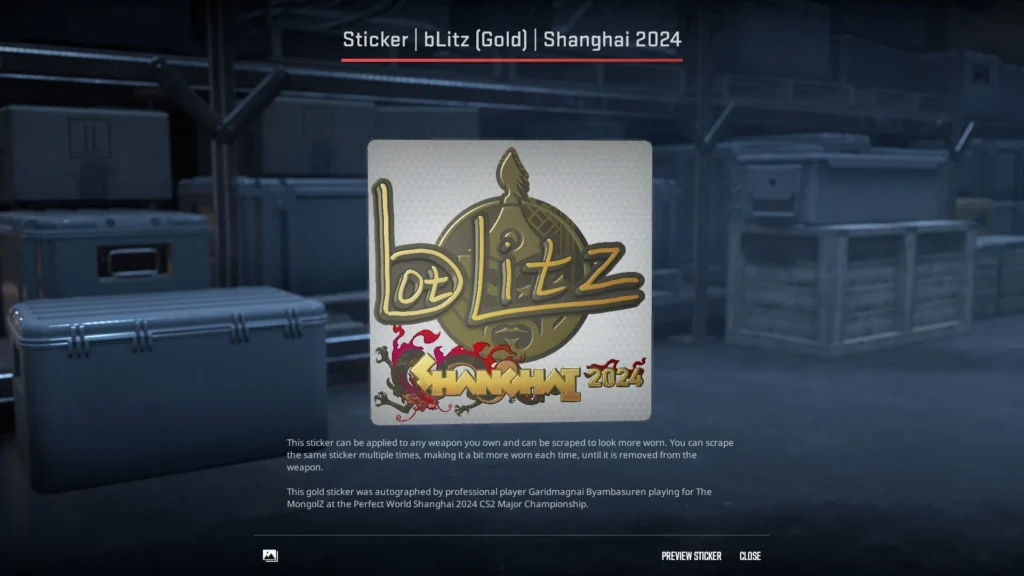 Sticker | bLitz (Gold) | Shanghai 2024
botLitz
SHANGHAI 2024
This sticker can be applied to any weapon you own and can be scraped to look more worn. You can scrape
the same sticker multiple times, making it a bit more worn each time, until it is removed from the
weapon.
This gold sticker was autographed by professional player Garidmagnai Byambasuren playing for The
MongolZ at the Perfect World Shanghai 2024 CS2 Major Championship.
PREVIEW STICKER
CLOSE